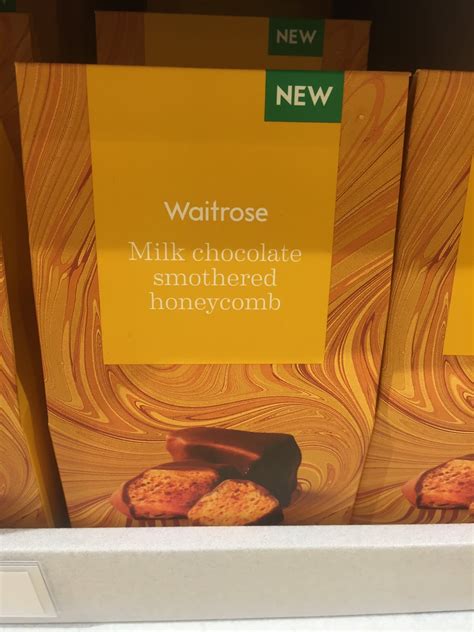 NEW
NEW
Waitrose
Milk chocolate
smothered
honeycomb